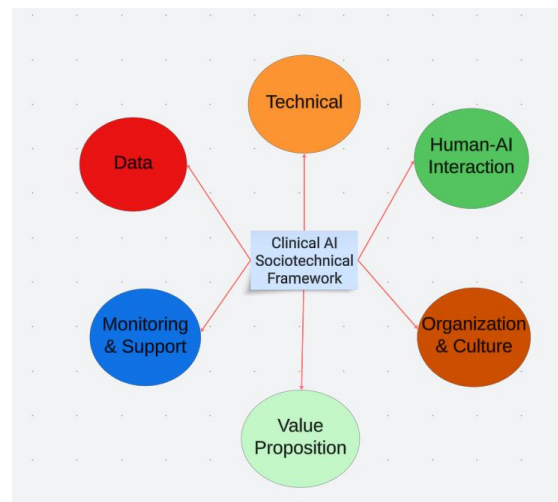 Technical
Human-AI
Interaction
Data
Clinical AI
Sociotechnical
Framework
Monitoring
& Support
Organization
& Culture
Value
Proposition